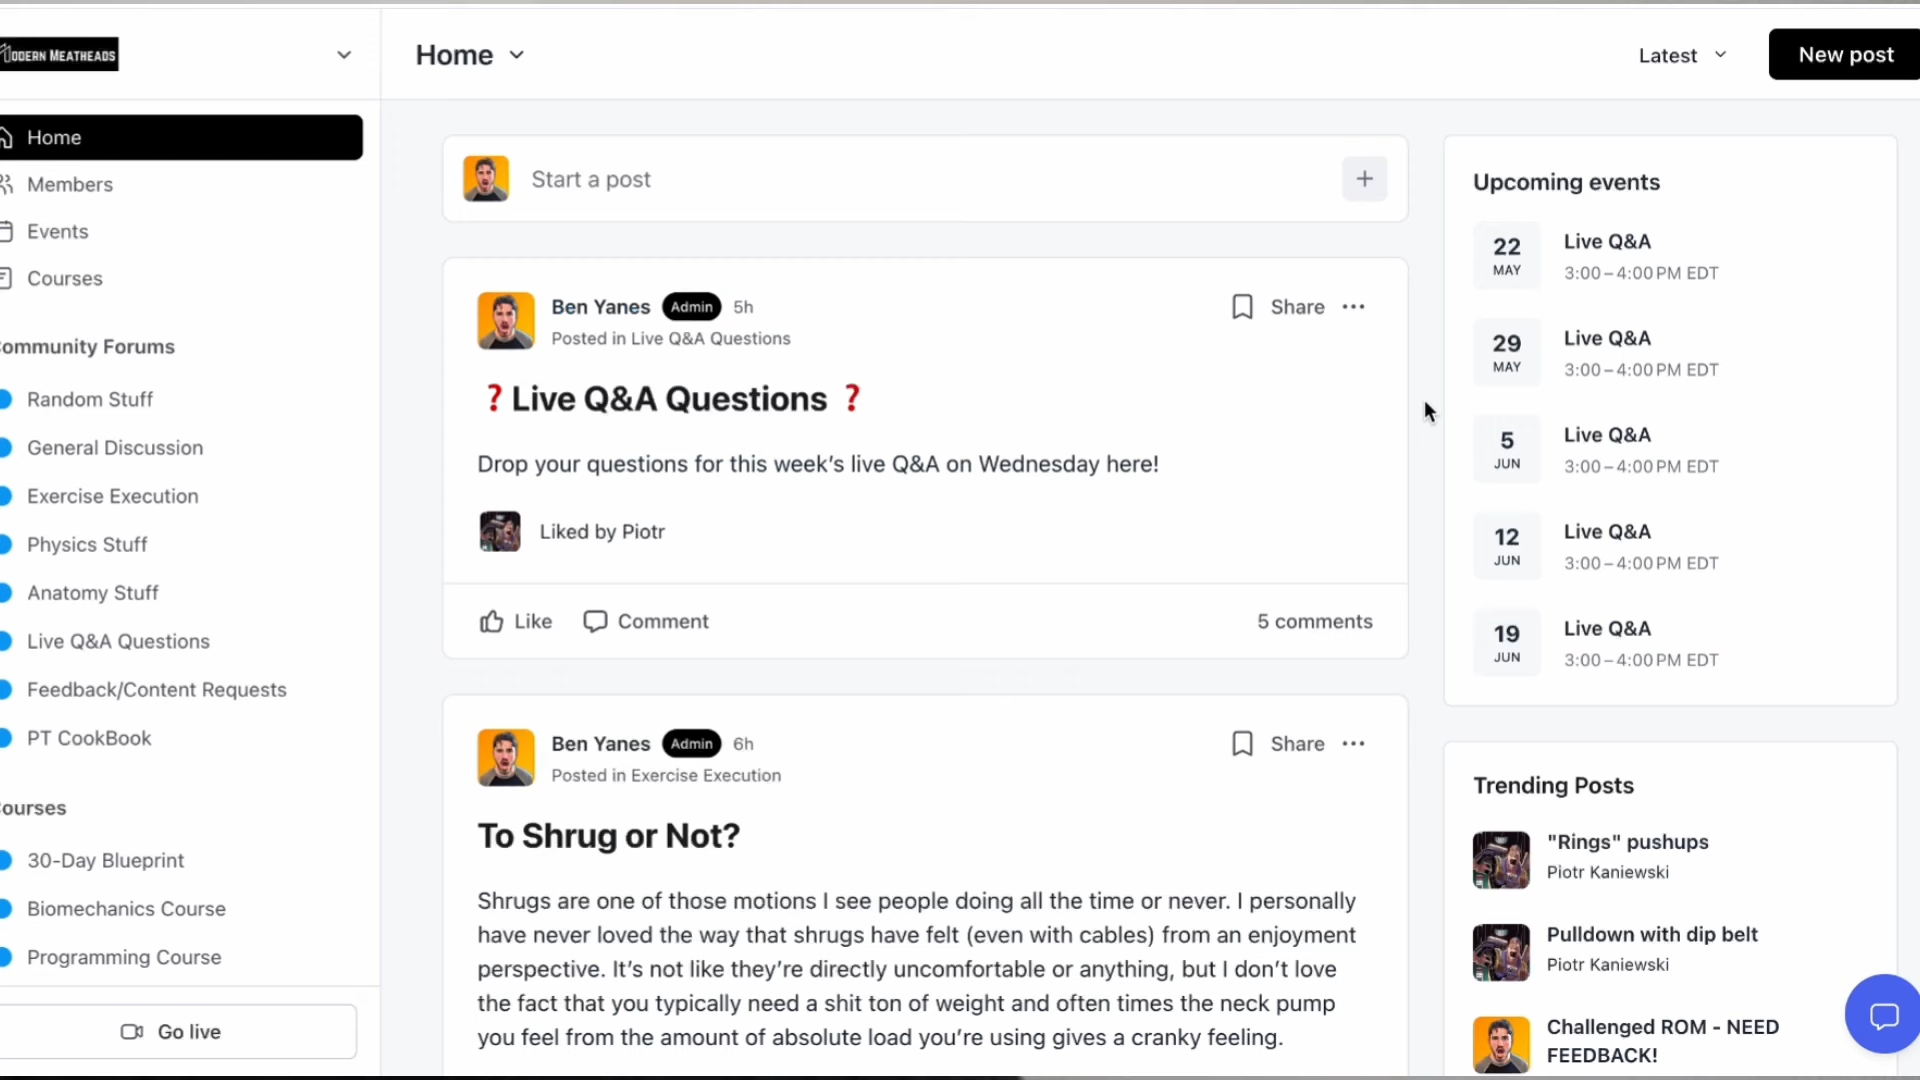 MODERN MEATHEADS
Home
Latest
New post
Home
Members
Events
Courses
ommunity Forums
Random Stuff
General Discussion
Exercise Execution
Physics Stuff
Anatomy Stuff
Live Q&A Questions
Feedback/Content Requests
PT CookBook
ourses
30-Day Blueprint
Biomechanics Course
Programming Course
Go live
Start a post
Ben Yanes Admin 5h
Posted in Live Q&A Questions
Share
❓Live Q&A Questions ❓
Drop your questions for this week’s live Q&A on Wednesday here!
Liked by Piotr
Like
Comment
5 comments
Ben Yanes Admin 6h
Posted in Exercise Execution
Share
To Shrug or Not?
Shrugs are one of those motions I see people doing all the time or never. I personally
have never loved the way that shrugs have felt (even with cables) from an enjoyment
perspective. It’s not like they’re directly uncomfortable or anything, but I don’t love
the fact that you typically need a shit ton of weight and often times the neck pump
you feel from the amount of absolute load you’re using gives a cranky feeling.
Upcoming events
22
MAY
Live Q&A
3:00 – 4:00 PM EDT
29
MAY
Live Q&A
3:00 – 4:00 PM EDT
5
JUN
Live Q&A
3:00 – 4:00 PM EDT
12
JUN
Live Q&A
3:00 – 4:00 PM EDT
19
JUN
Live Q&A
3:00 – 4:00 PM EDT
Trending Posts
"Rings" pushups
Piotr Kaniewski
Pulldown with dip belt
Piotr Kaniewski
Challenged ROM - NEED
FEEDBACK!